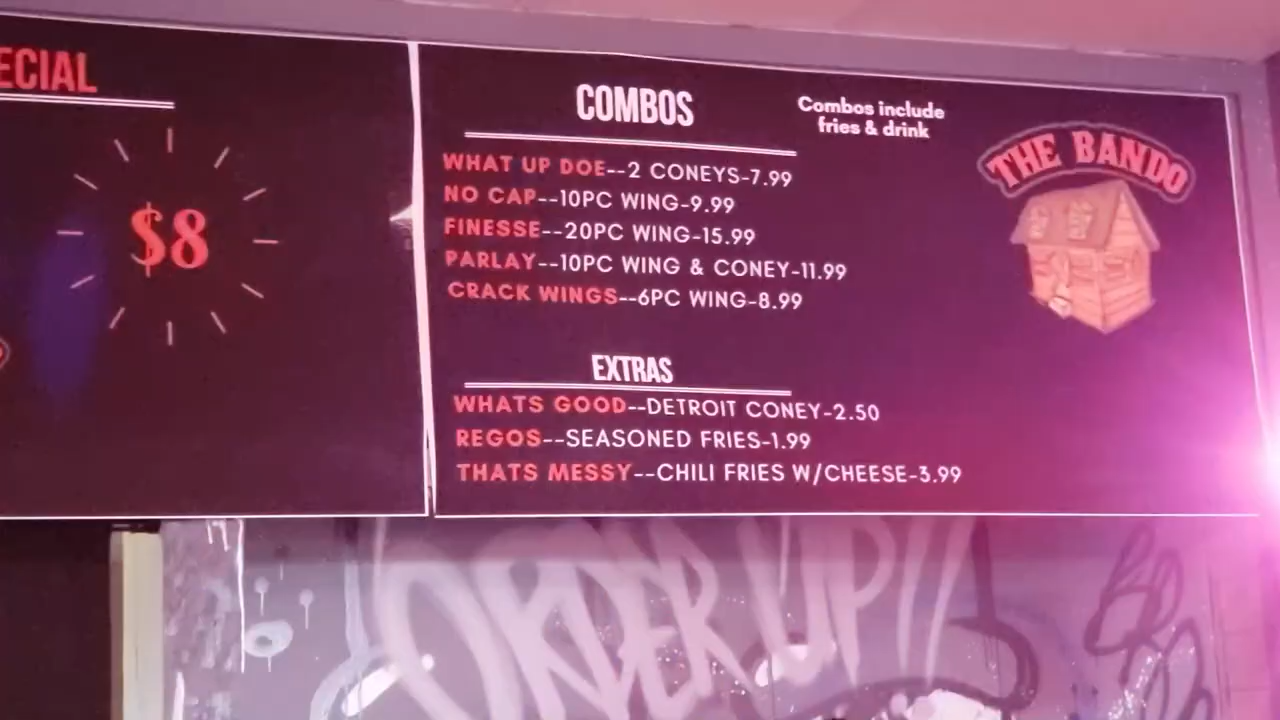 ECIAL
$8
COMBOS
Combos include
fries & drink
WHAT UP DOE--2 CONEYS-7.99
NO CAP--10PC WING-9.99
FINESSE--20PC WING-15.99
PARLAY--10PC WING & CONEY-11.99
CRACK WINGS--6PC WING-8.99
THE BANDO
EXTRAS
WHATS GOOD--DETROIT CONEY-2.50
REGOS--SEASONED FRIES-1.99
THATS MESSY--CHILI FRIES W/CHEESE-3.99
ORDER UP!!